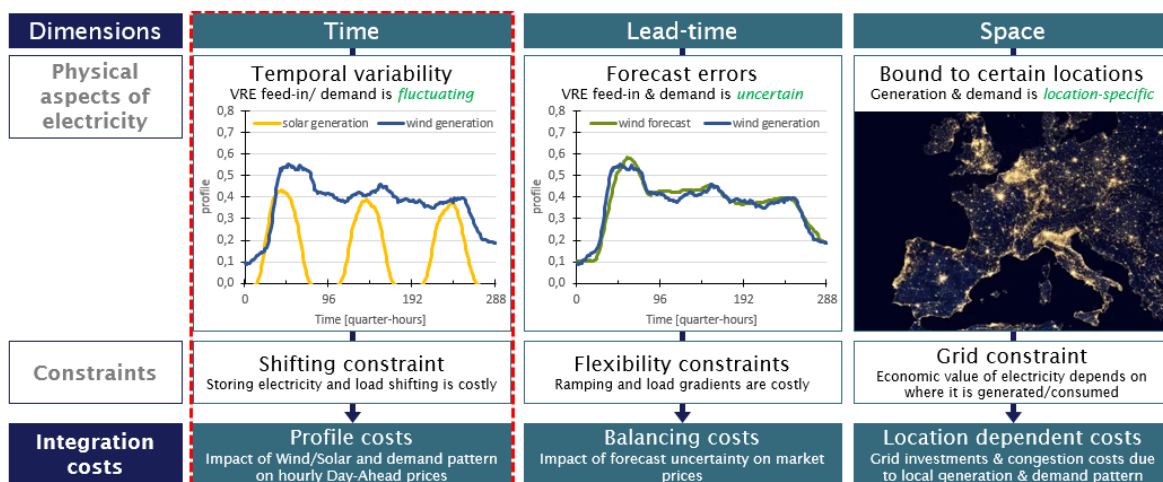 Dimensions
Time
Lead-time
Space
Physical
aspects of
electricity
Temporal variability
VRE feed-in/ demand is fluctuating
0,8
0,7
0,6
0,5
0,4
0,3
0,2
0,1
0,0
profile
solar generation
wind generation
0
96
192
288
Time [quarter-hours]
Forecast errors
VRE feed-in & demand is uncertain
0,8
0,7
0,6
0,5
0,4
0,3
0,2
0,1
0,0
profile
wind forecast
wind generation
0
96
192
288
Time [quarter-hours]
Bound to certain locations
Generation & demand is location-specific
Constraints
Shifting constraint
Storing electricity and load shifting is costly
Flexibility constraints
Ramping and load gradients are costly
Grid constraint
Economic value of electricity depends on
where it is generated/consumed
Integration
costs
Profile costs
Impact of Wind/Solar and demand pattern
on hourly Day-Ahead prices
Balancing costs
Impact of forecast uncertainty on market
prices
Location dependent costs
Grid investments & congestion costs due
to local generation & demand pattern